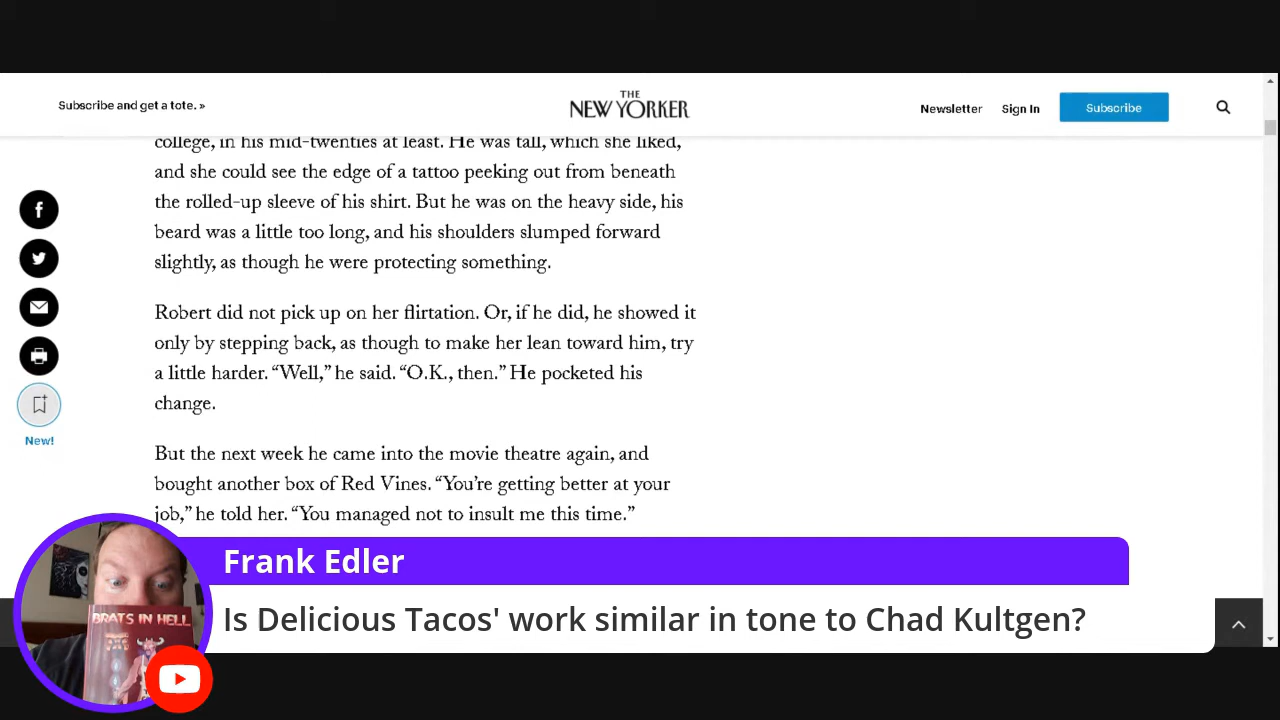 Subscribe and get a tote. »
THE
NEW YORKER
Newsletter
Sign In
Subscribe
college, in his mid-twenties at least. He was tall, which she liked,
and she could see the edge of a tattoo peeking out from beneath
the rolled-up sleeve of his shirt. But he was on the heavy side, his
beard was a little too long, and his shoulders slumped forward
slightly, as though he were protecting something.
Robert did not pick up on her flirtation. Or, if he did, he showed it
only by stepping back, as though to make her lean toward him, try
a little harder. “Well,” he said. “O.K., then.” He pocketed his
change.
But the next week he came into the movie theatre again, and
bought another box of Red Vines. “You’re getting better at your
job,” he told her. “You managed not to insult me this time.”
New!
BRATS IN HELL
Frank Edler
Is Delicious Tacos' work similar in tone to Chad Kultgen?